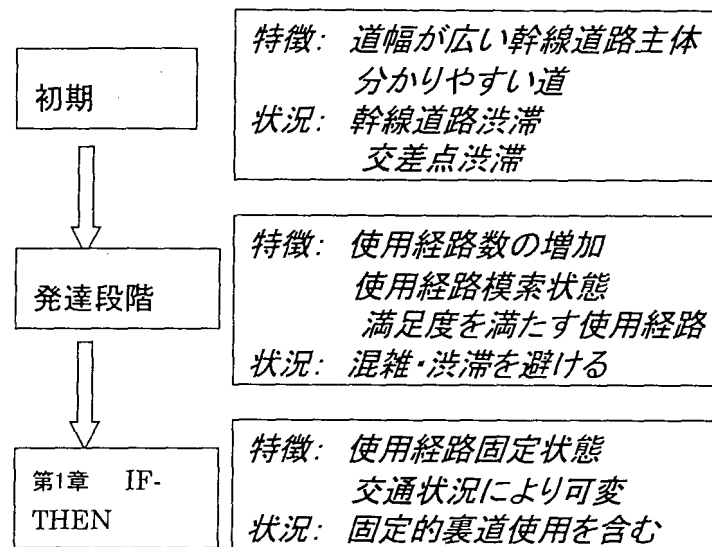 初期
特徴: 道幅が広い幹線道路主体
分かりやすい道
状況: 幹線道路渋滞
交差点渋滞
発達段階
特徴: 使用経路数の増加
使用経路模索状態
満足度を満たす使用経路
状況: 混雑・渋滞を避ける
第1章 IF-
THEN
特徴: 使用経路固定状態
交通状況により可変
状況: 固定的裏道使用を含む